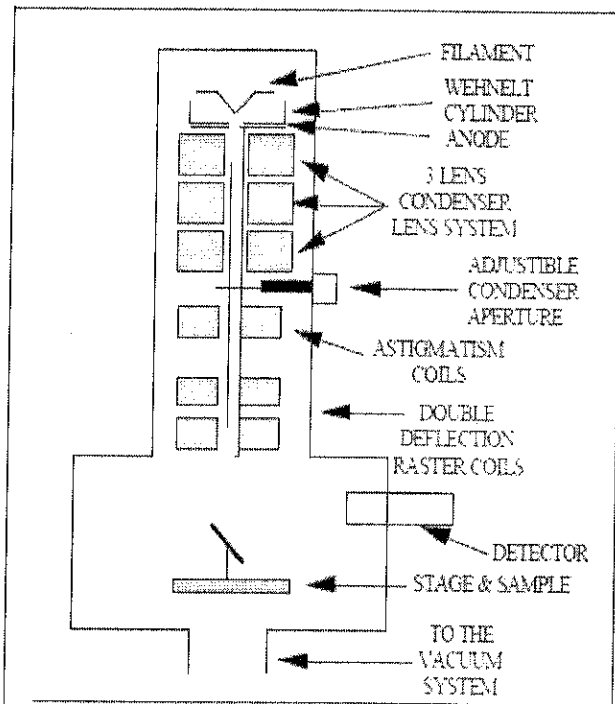 FILAMENT
WEHNELT
CYLINDER
ANODE
3 LENS
CONDENSER
LENS SYSTEM
ADJUSTIBLE
CONDENSER
APERTURE
ASTIGMATISM
COILS
DOUBLE
DEFLECTION
RASTER COILS
DETECTOR
STAGE & SAMPLE
TO THE
VACUUM
SYSTEM